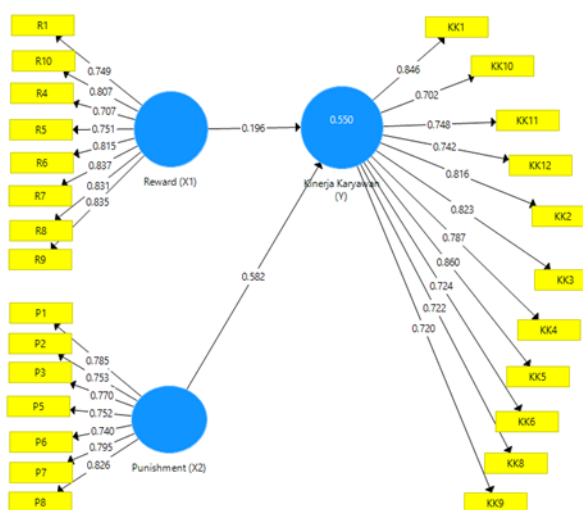 R1
R10
R4
R5
R6
R7
R8
R9
0.749
0.807
0.707
0.751
0.815
0.837
0.831
0.835
Reward (X1)
0.196
0.550
Kinerja Karyawan
(Y)
KK1
KK10
KK11
KK12
KK2
KK3
KK4
KK5
KK6
KK8
KK9
0.846
0.702
0.748
0.742
0.816
0.823
0.787
0.860
0.724
0.722
0.720
0.582
P1
P2
P3
P5
P6
P7
P8
0.785
0.753
0.770
0.752
0.740
0.795
0.826
Punishment (X2)